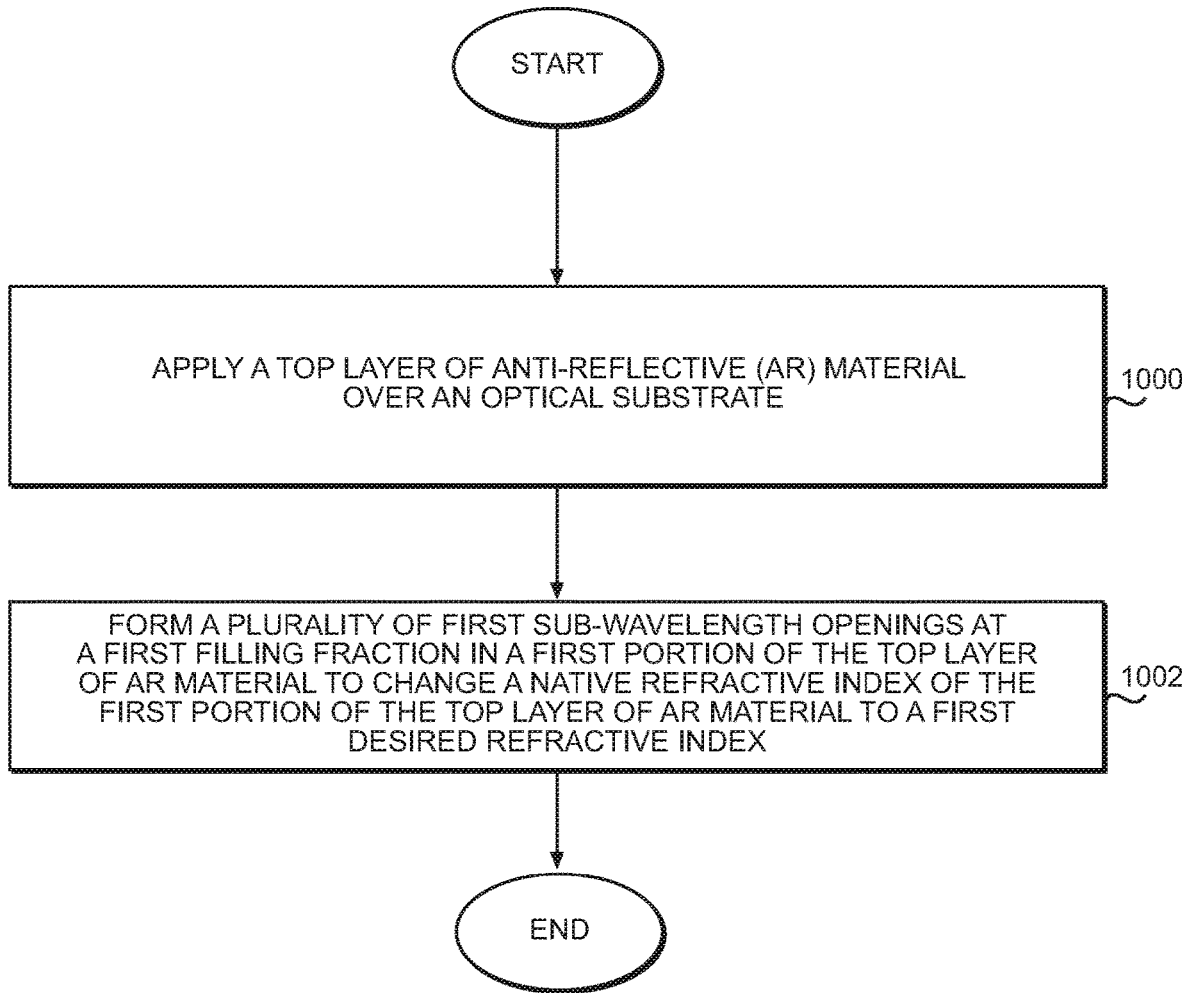 START
APPLY A TOP LAYER OF ANTI-REFLECTIVE (AR) MATERIAL
OVER AN OPTICAL SUBSTRATE
1000
FORM A PLURALITY OF FIRST SUB-WAVELENGTH OPENINGS AT
A FIRST FILLING FRACTION IN A FIRST PORTION OF THE TOP LAYER
OF AR MATERIAL TO CHANGE A NATIVE REFRACTIVE INDEX OF THE
FIRST PORTION OF THE TOP LAYER OF AR MATERIAL TO A FIRST
DESIRED REFRACTIVE INDEX
1002
END